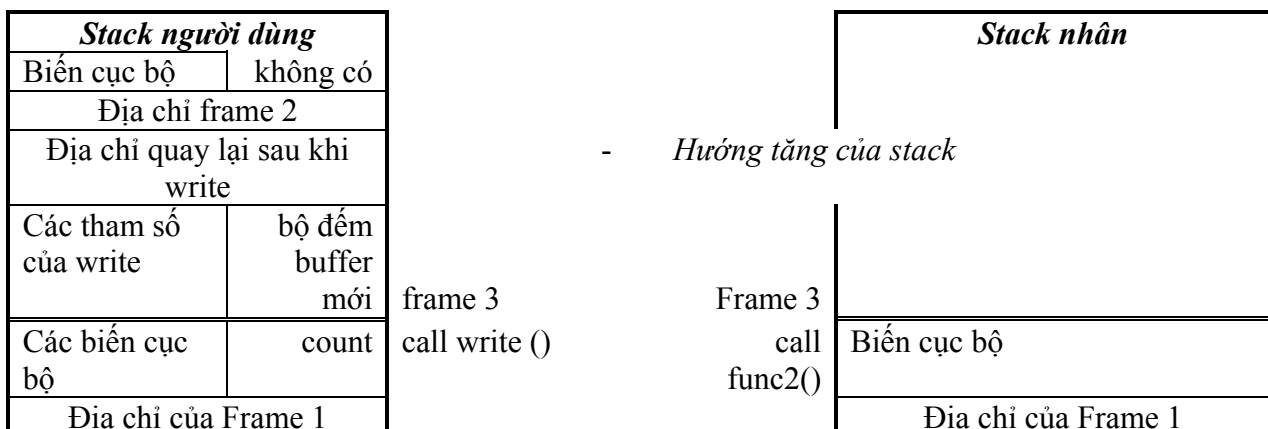 Stack người dùng Stack nhân
Biến cục bộ không có
Địa chỉ frame 2
Địa chỉ quay lại sau khi - Hướng tăng của stack
write
Các tham số bộ đếm
của write buffer
mới frame 3 Frame 3
Các biến cục count call write () call Biến cục bộ
bộ func2()
Địa chỉ của Frame 1 Địa chỉ của Frame 1